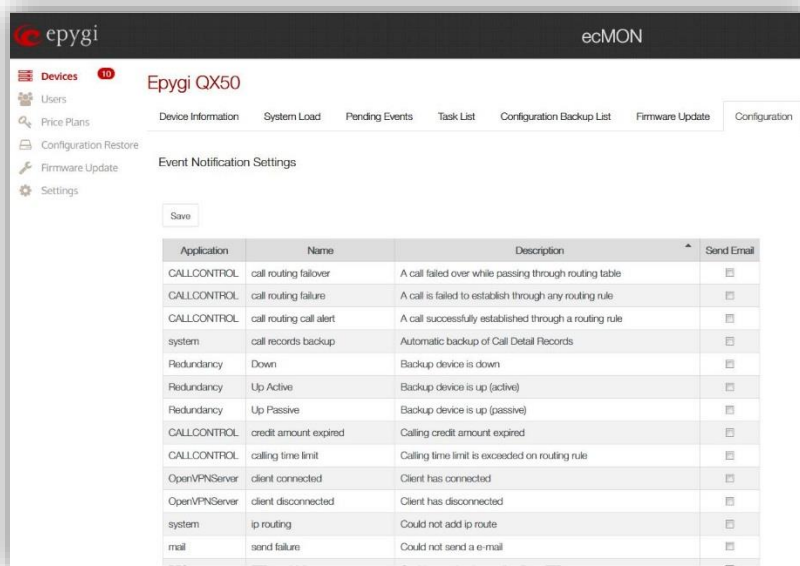 epygi
ecMON
Devices 10
Users
Price Plans
Configuration Restore
Firmware Update
Settings
Epygi QX50
Device Information System Load Pending Events Task List Configuration Backup List Firmware Update Configuration
Event Notification Settings
Save
Application Name Description Send Email
CALLCONTROL call routing failover A call failed over while passing through routing table
CALLCONTROL call routing failure A call is failed to establish through any routing rule
CALLCONTROL call routing call alert A call successfully established through a routing rule
system call records backup Automatic backup of Call Detail Records
Redundancy Down Backup device is down
Redundancy Up Active Backup device is up (active)
Redundancy Up Passive Backup device is up (passive)
CALLCONTROL credit amount expired Calling credit amount expired
CALLCONTROL calling time limit Calling time limit is exceeded on routing rule
OpenVPNServer client connected Client has connected
OpenVPNServer client disconnected Client has disconnected
system ip routing Could not add ip route
mail send failure Could not send a e-mail